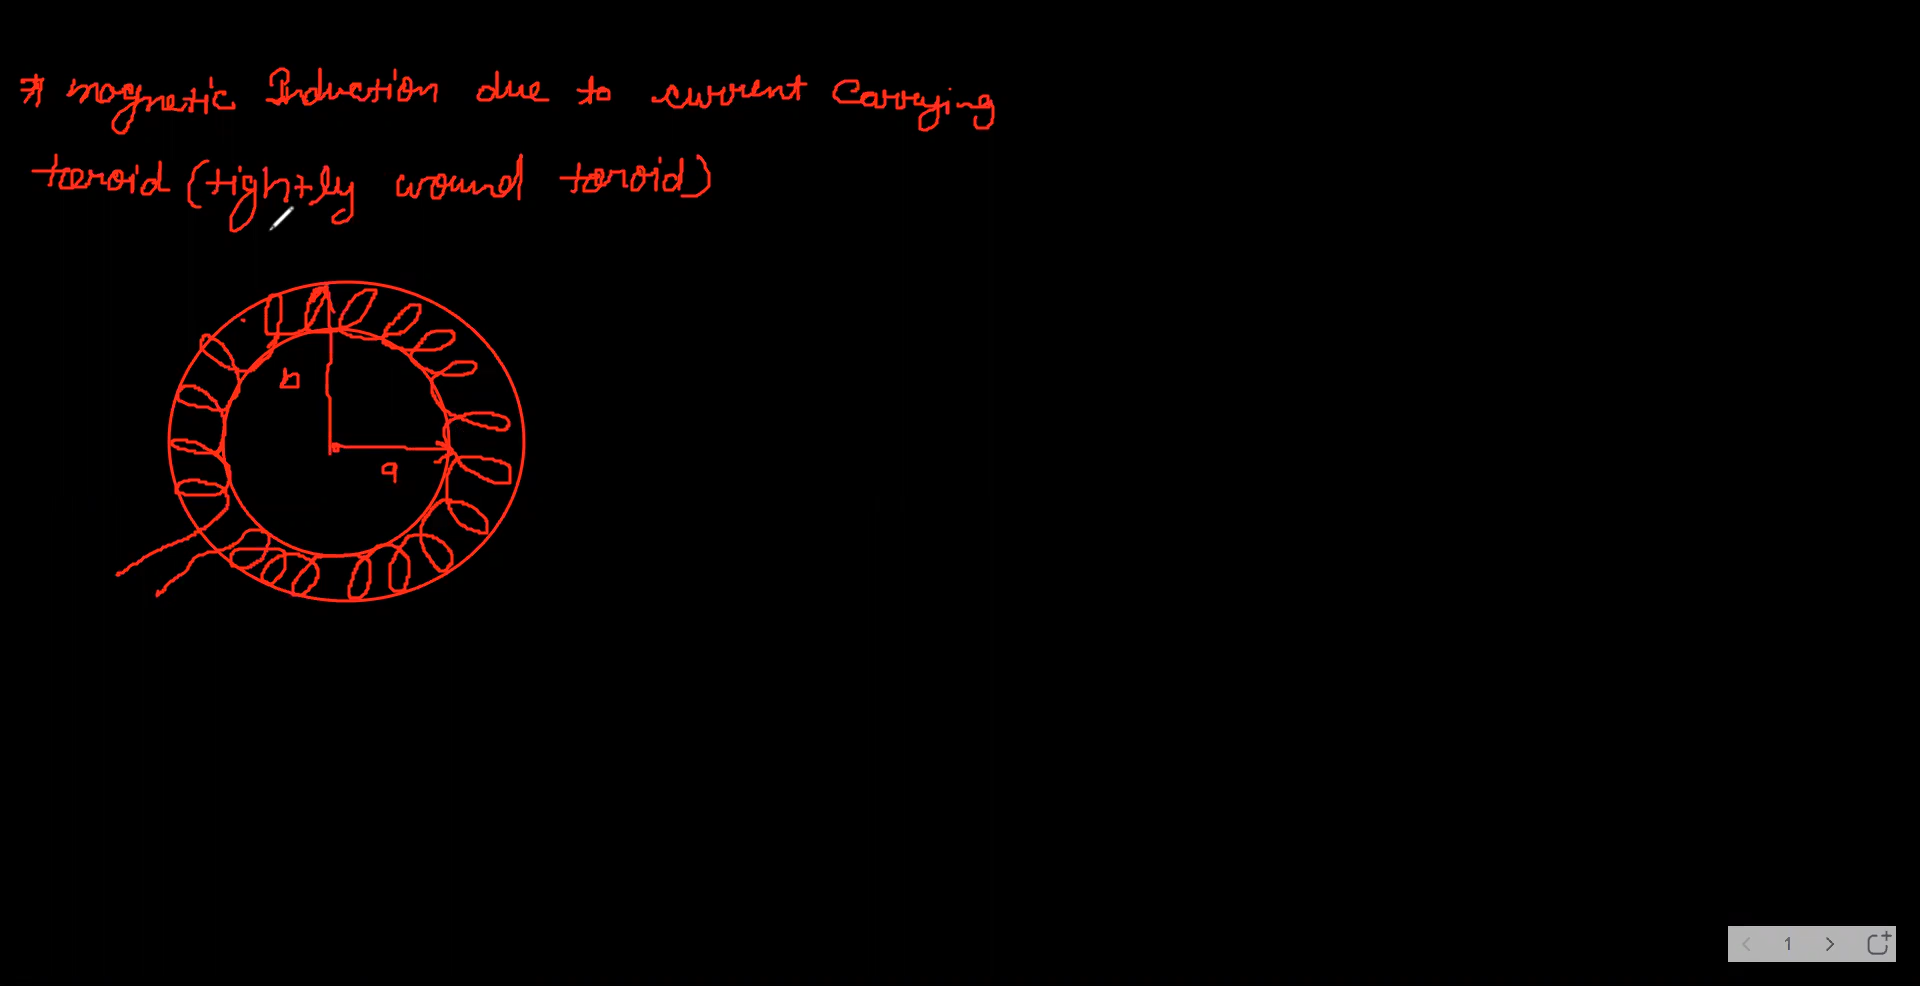 * magnetic Induction due to current carrying
toroid (tightly wound toroid)
b
a
1